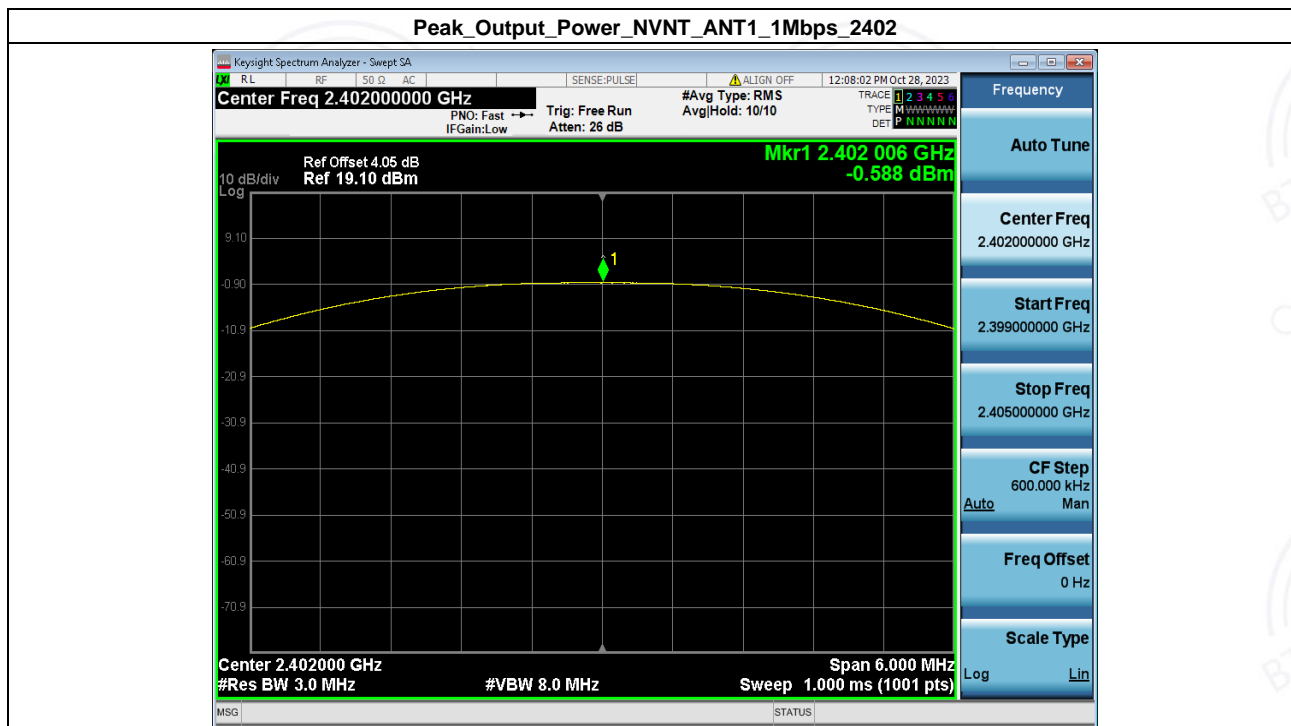 Peak_Output_Power_NVNT_ANT1_1Mbps_2402
Keysight Spectrum Analyzer - Swept SA
LXI RL RF 50 Ω AC SENSE:PULSE ALIGN OFF 12:08:02 PM Oct 28, 2023
Center Freq 2.402000000 GHz
PNO: Fast
IFGain:Low
Trig: Free Run
Atten: 26 dB
#Avg Type: RMS
Avg|Hold: 10/10
TRACE 1 2 3 4 5 6
TYPE M WWWWW
DET P N N N N N
Mkr1 2.402 006 GHz
-0.588 dBm
Ref Offset 4.05 dB
10 dB/div Ref 19.10 dBm
Log
9.10
1
-0.90
-10.9
-20.9
-30.9
-40.9
-50.9
-60.9
-70.9
Center 2.402000 GHz Span 6.000 MHz
#Res BW 3.0 MHz #VBW 8.0 MHz Sweep 1.000 ms (1001 pts)
MSG STATUS
Frequency
Auto Tune
Center Freq
2.402000000 GHz
Start Freq
2.399000000 GHz
Stop Freq
2.405000000 GHz
CF Step
600.000 kHz
Auto Man
Freq Offset
0 Hz
Scale Type
Log Lin